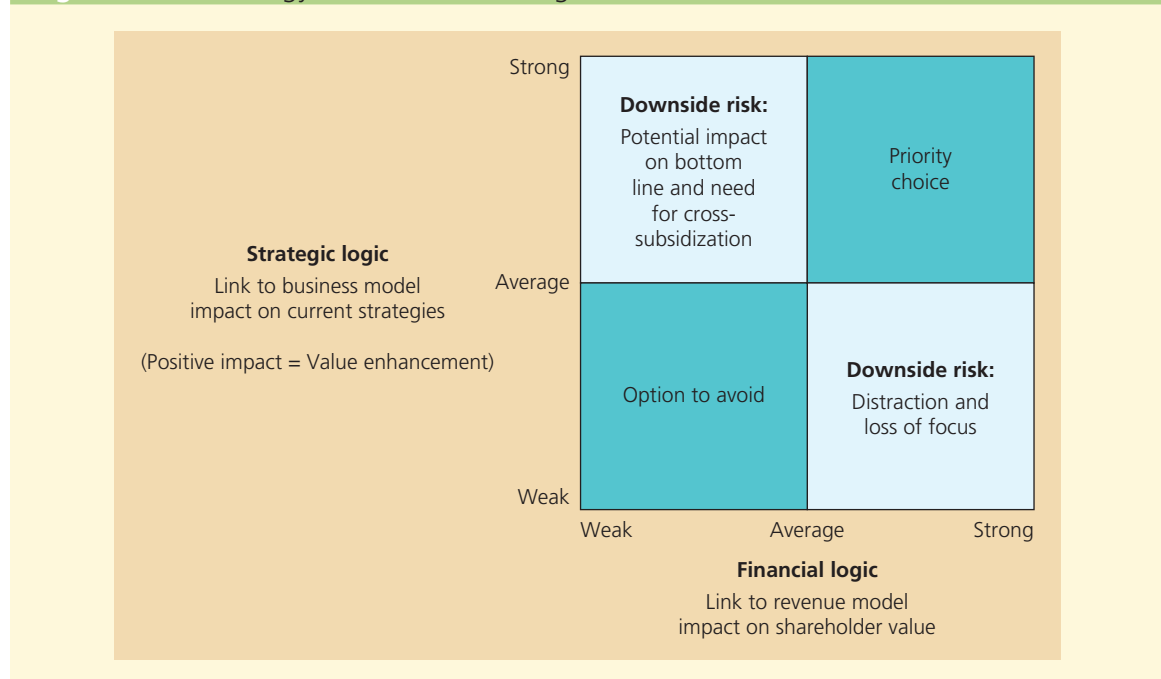 Strong
Downside risk:
Potential impact
on bottom
line and need
for cross-
subsidization
Priority
choice
Strategic logic
Link to business model
impact on current strategies
(Positive impact = Value enhancement)
Average
Option to avoid
Downside risk:
Distraction and
loss of focus
Weak
Weak
Average
Strong
Financial logic
Link to revenue model
impact on shareholder value